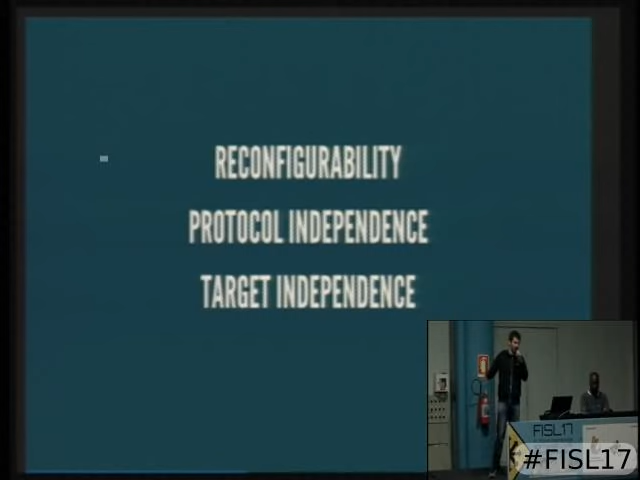 RECONFIGURABILITY
PROTOCOL INDEPENDENCE
TARGET INDEPENDENCE
FISL17
#FISL17